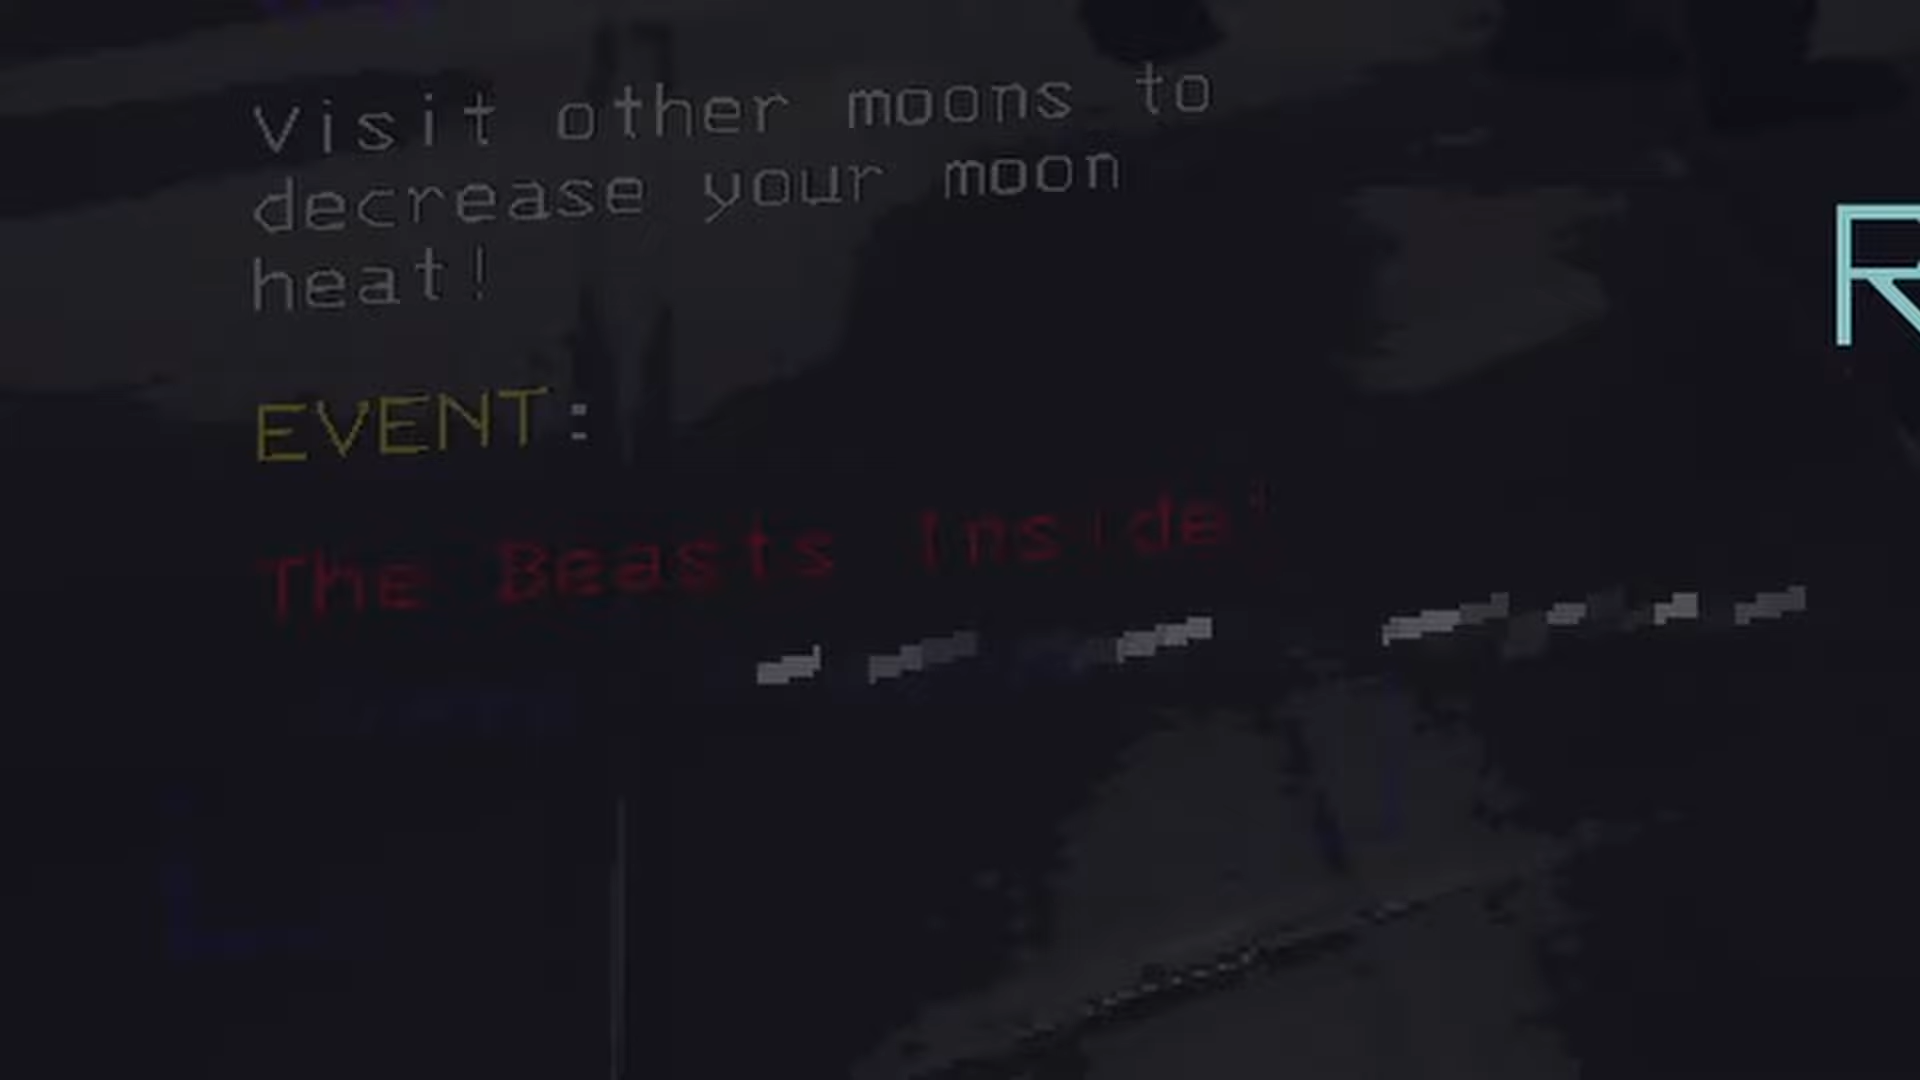 Visit other moons to
decrease your moon
heat!
EVENT:
The Beasts Inside!